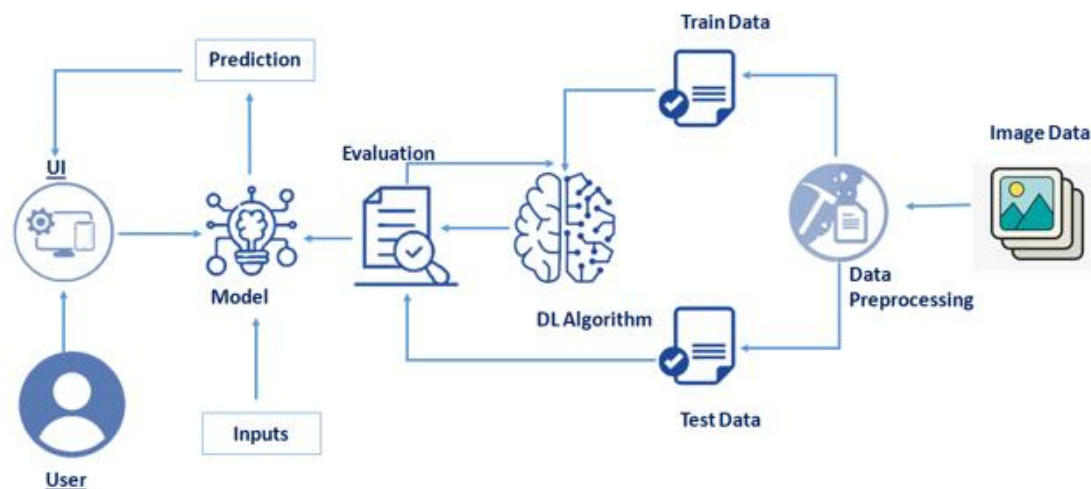 Train Data
Prediction
Image Data
Evaluation
UI
Model
Data
Preprocessing
DL Algorithm
Test Data
Inputs
User